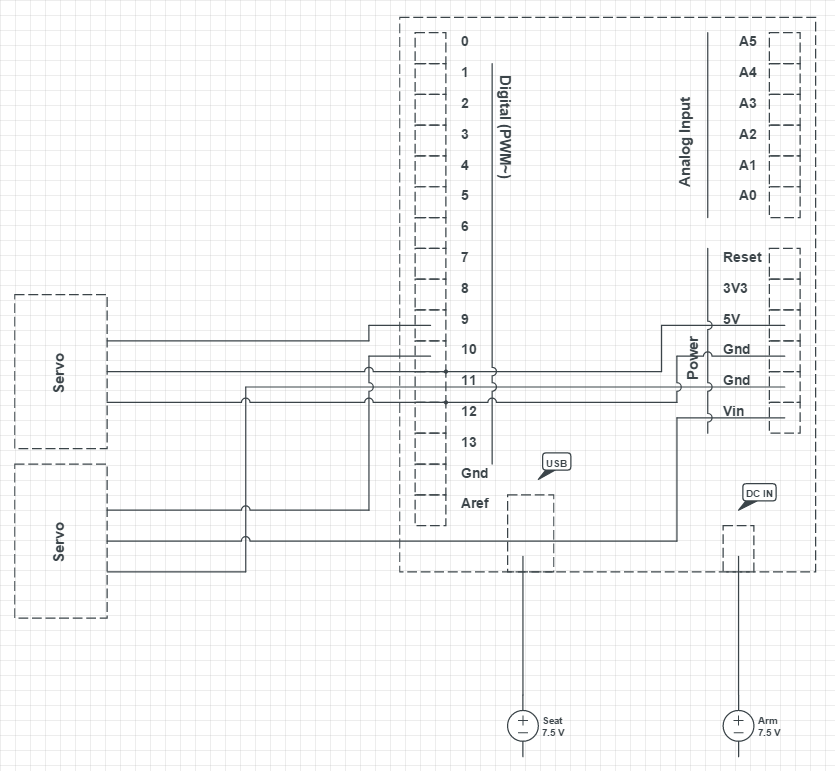 0
A5
1
A4
2
A3
3
A2
4
A1
5
A0
6
Digital (PWM~)
Analog Input
7
Reset
8
3V3
9
5V
10
Gnd
11
Gnd
12
Vin
13
Power
Gnd
Aref
Servo
Servo
USB
DC IN
Seat
7.5 V
Arm
7.5 V